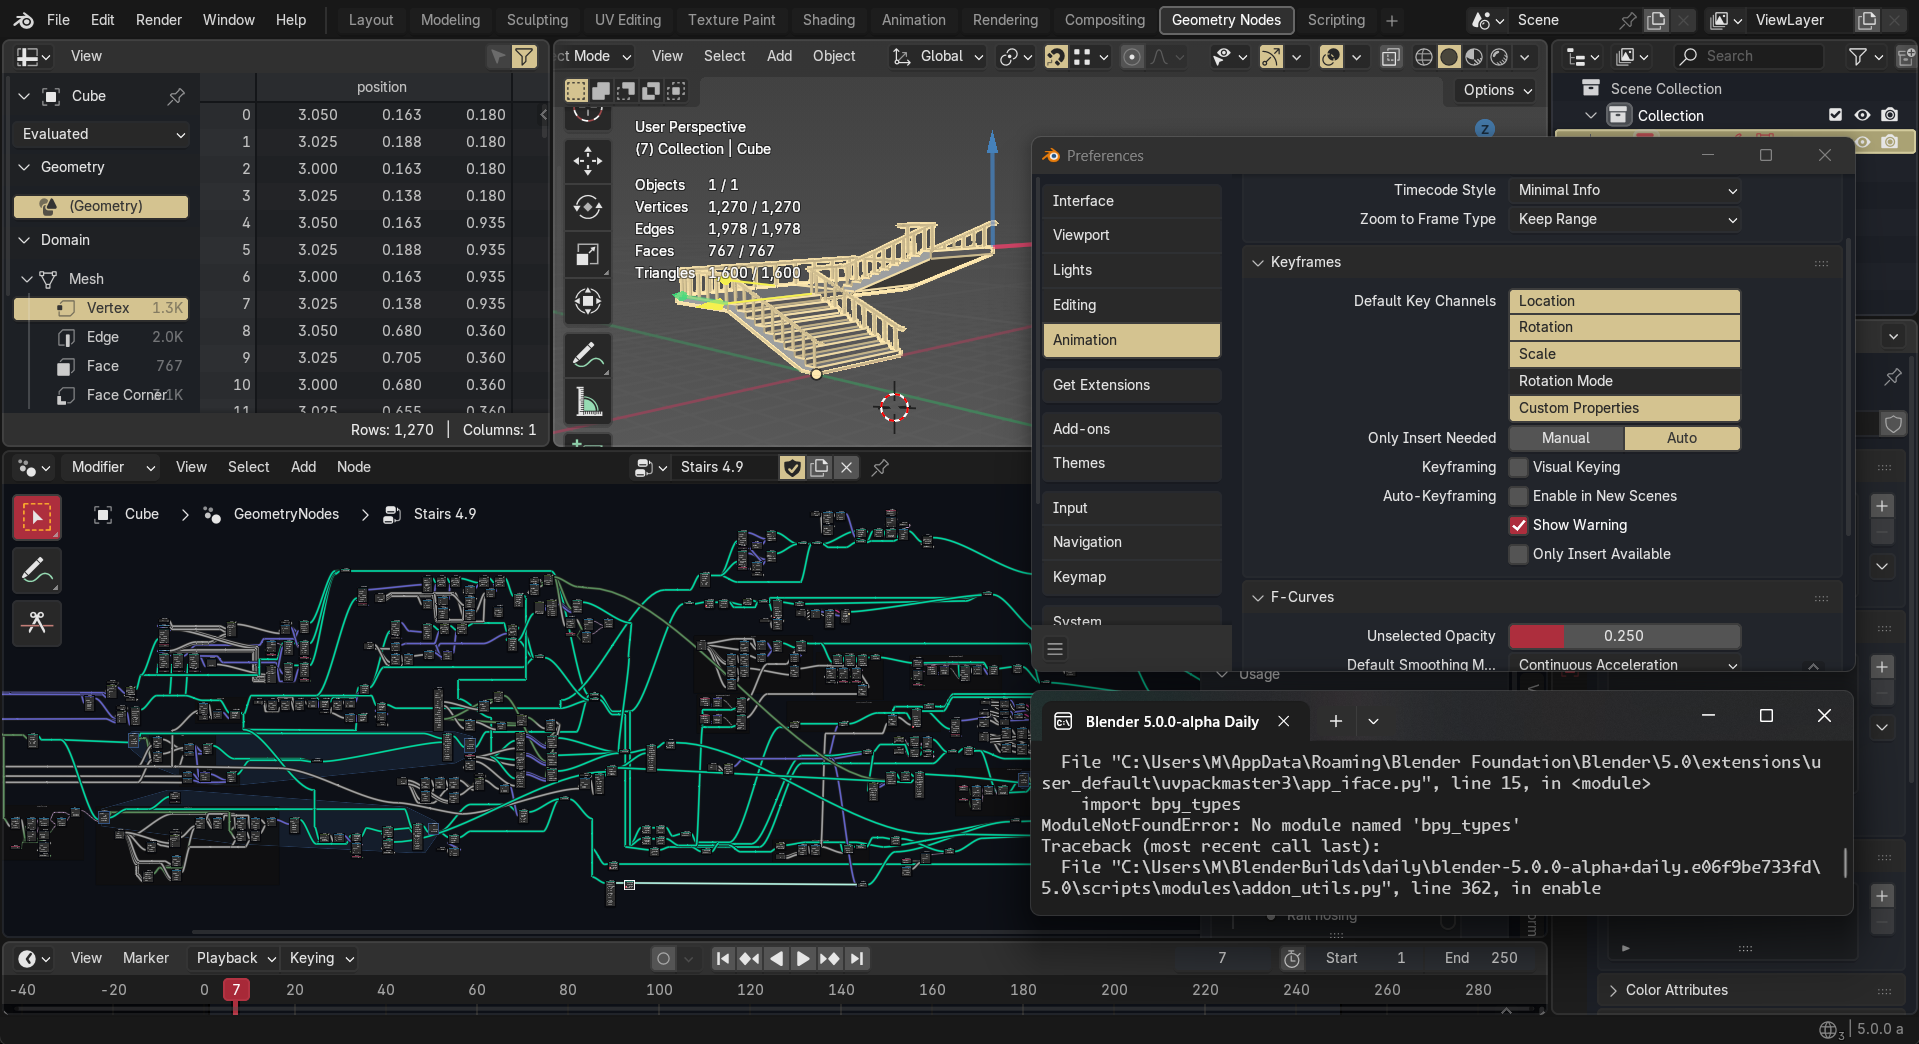 File Edit Render Window Help
Layout Modeling Sculpting UV Editing Texture Paint Shading Animation Rendering Compositing Geometry Nodes Scripting +
Scene
ViewLayer
View
Cube
Evaluated
Geometry
(Geometry)
Domain
Mesh
Vertex 1.3K
Edge 2.0K
Face 767
Face Corner
position
0 3.050 0.163 0.180
1 3.025 0.188 0.180
2 3.000 0.163 0.180
3 3.025 0.138 0.180
4 3.050 0.163 0.935
5 3.025 0.188 0.935
6 3.000 0.163 0.935
7 3.025 0.138 0.935
8 3.050 0.680 0.360
9 3.025 0.705 0.360
10 3.000 0.680 0.360
11 3.025 0.655 0.360
Rows: 1,270 | Columns: 1
ct Mode View Select Add Object Global
Options
User Perspective
(7) Collection | Cube
Objects 1 / 1
Vertices 1,270 / 1,270
Edges 1,978 / 1,978
Faces 767 / 767
Triangles 1,600 / 1,600
Z
Search
Scene Collection
Collection
Preferences
Interface
Viewport
Lights
Editing
Animation
Get Extensions
Add-ons
Themes
Input
Navigation
Keymap
System
Timecode Style Minimal Info
Zoom to Frame Type Keep Range
Keyframes
Default Key Channels Location
Rotation
Scale
Rotation Mode
Custom Properties
Only Insert Needed Manual Auto
Keyframing Visual Keying
Auto-Keyframing Enable in New Scenes
Show Warning
Only Insert Available
F-Curves
Unselected Opacity 0.250
Default Smoothing M... Continuous Acceleration
Modifier View Select Add Node
Stairs 4.9
Cube > GeometryNodes > Stairs 4.9
Usage
Blender 5.0.0-alpha Daily
File "C:\Users\M\AppData\Roaming\Blender Foundation\Blender\5.0\extensions\u
ser_default\uvpackmaster3\app_iface.py", line 15, in <module>
import bpy_types
ModuleNotFoundError: No module named 'bpy_types'
Traceback (most recent call last):
File "C:\Users\M\BlenderBuilds\daily\blender-5.0.0-alpha+daily.e06f9be733fd\
5.0\scripts\modules\addon_utils.py", line 362, in enable
Rail nosing
View Marker Playback Keying
7 Start 1 End 250
-40 -20 0 7 20 40 60 80 100 120 140 160 180 200 220 240 260 280
Color Attributes
3 | 5.0.0 a